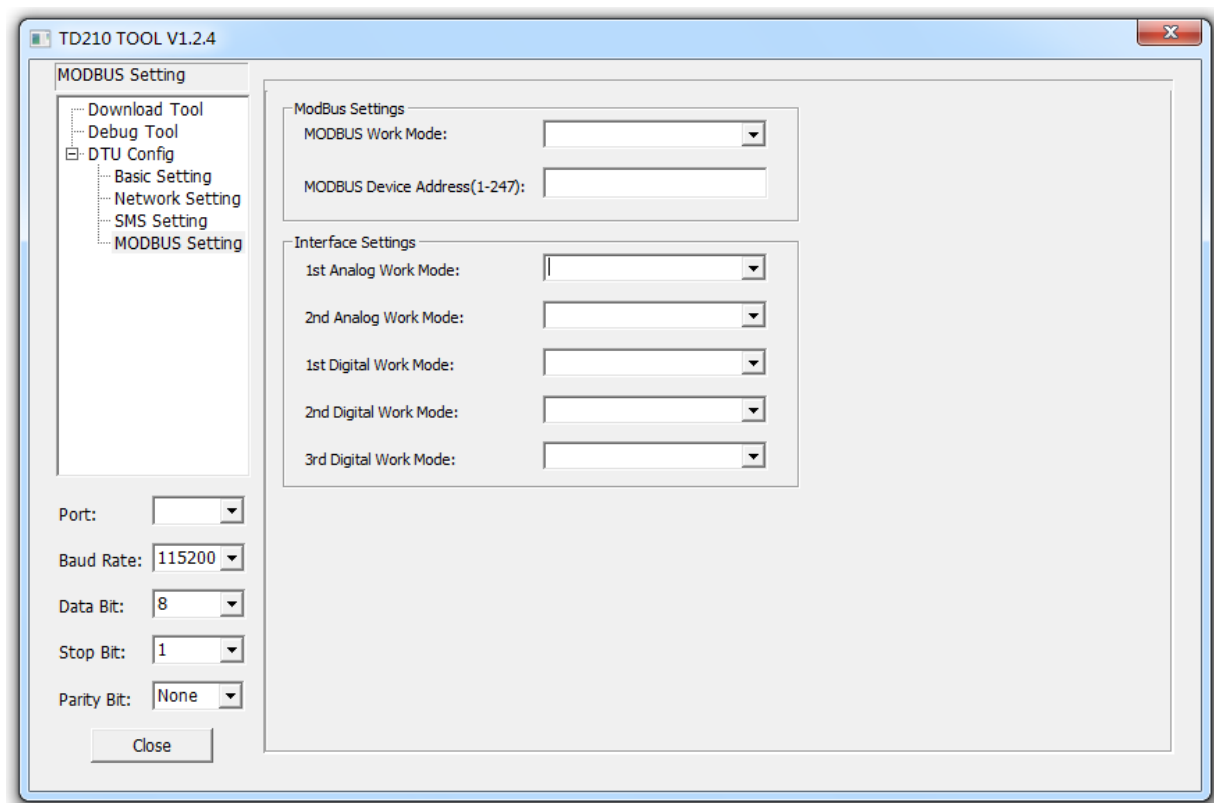 TD210 TOOL V1.2.4
MODBUS Setting
Download Tool
Debug Tool
DTU Config
Basic Setting
Network Setting
SMS Setting
MODBUS Setting
Port:
Baud Rate: 115200
Data Bit: 8
Stop Bit: 1
Parity Bit: None
Close
ModBus Settings
MODBUS Work Mode:
MODBUS Device Address(1-247):
Interface Settings
1st Analog Work Mode:
2nd Analog Work Mode:
1st Digital Work Mode:
2nd Digital Work Mode:
3rd Digital Work Mode: